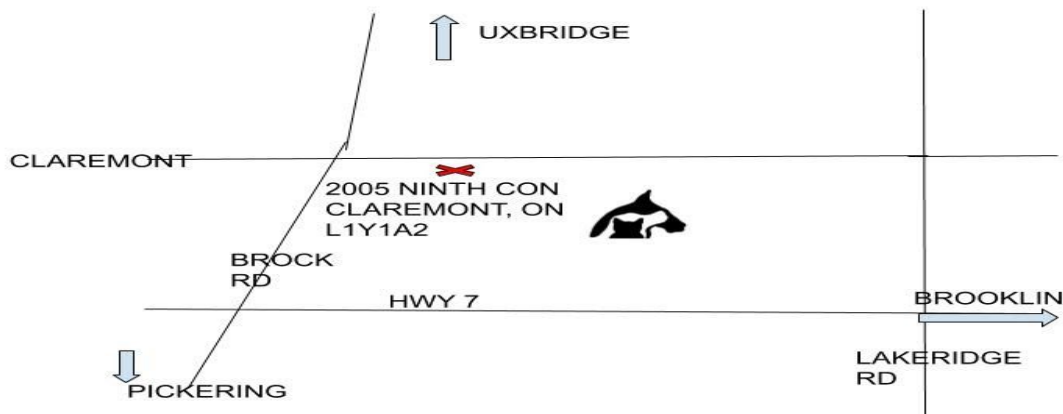 UXBRIDGE
CLAREMONT
2005 NINTH CON
CLAREMONT, ON
L1Y1A2
BROCK
RD
HWY 7
BROOKLIN
LAKERIDGE
RD
PICKERING